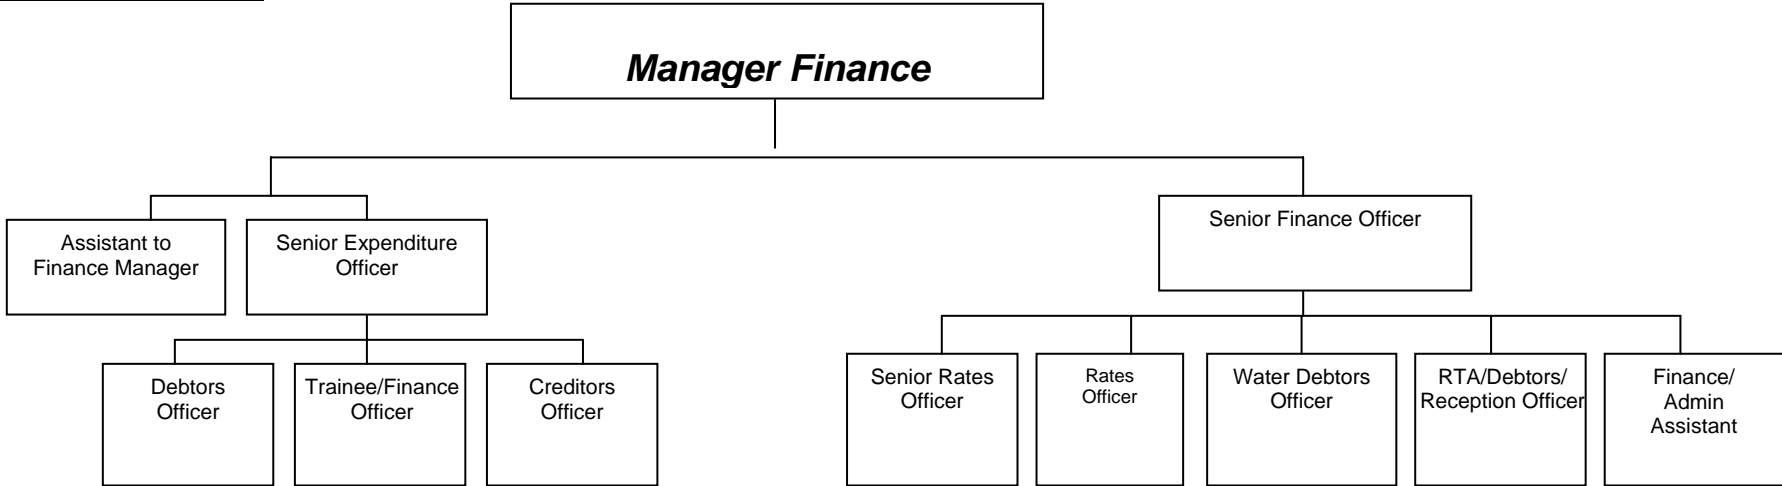 Manager Finance
Assistant to
Finance Manager
Senior Expenditure
Officer
Senior Finance Officer
Debtors
Officer
Trainee/Finance
Officer
Creditors
Officer
Senior Rates
Officer
Rates
Officer
Water Debtors
Officer
RTA/Debtors/
Reception Officer
Finance/
Admin
Assistant